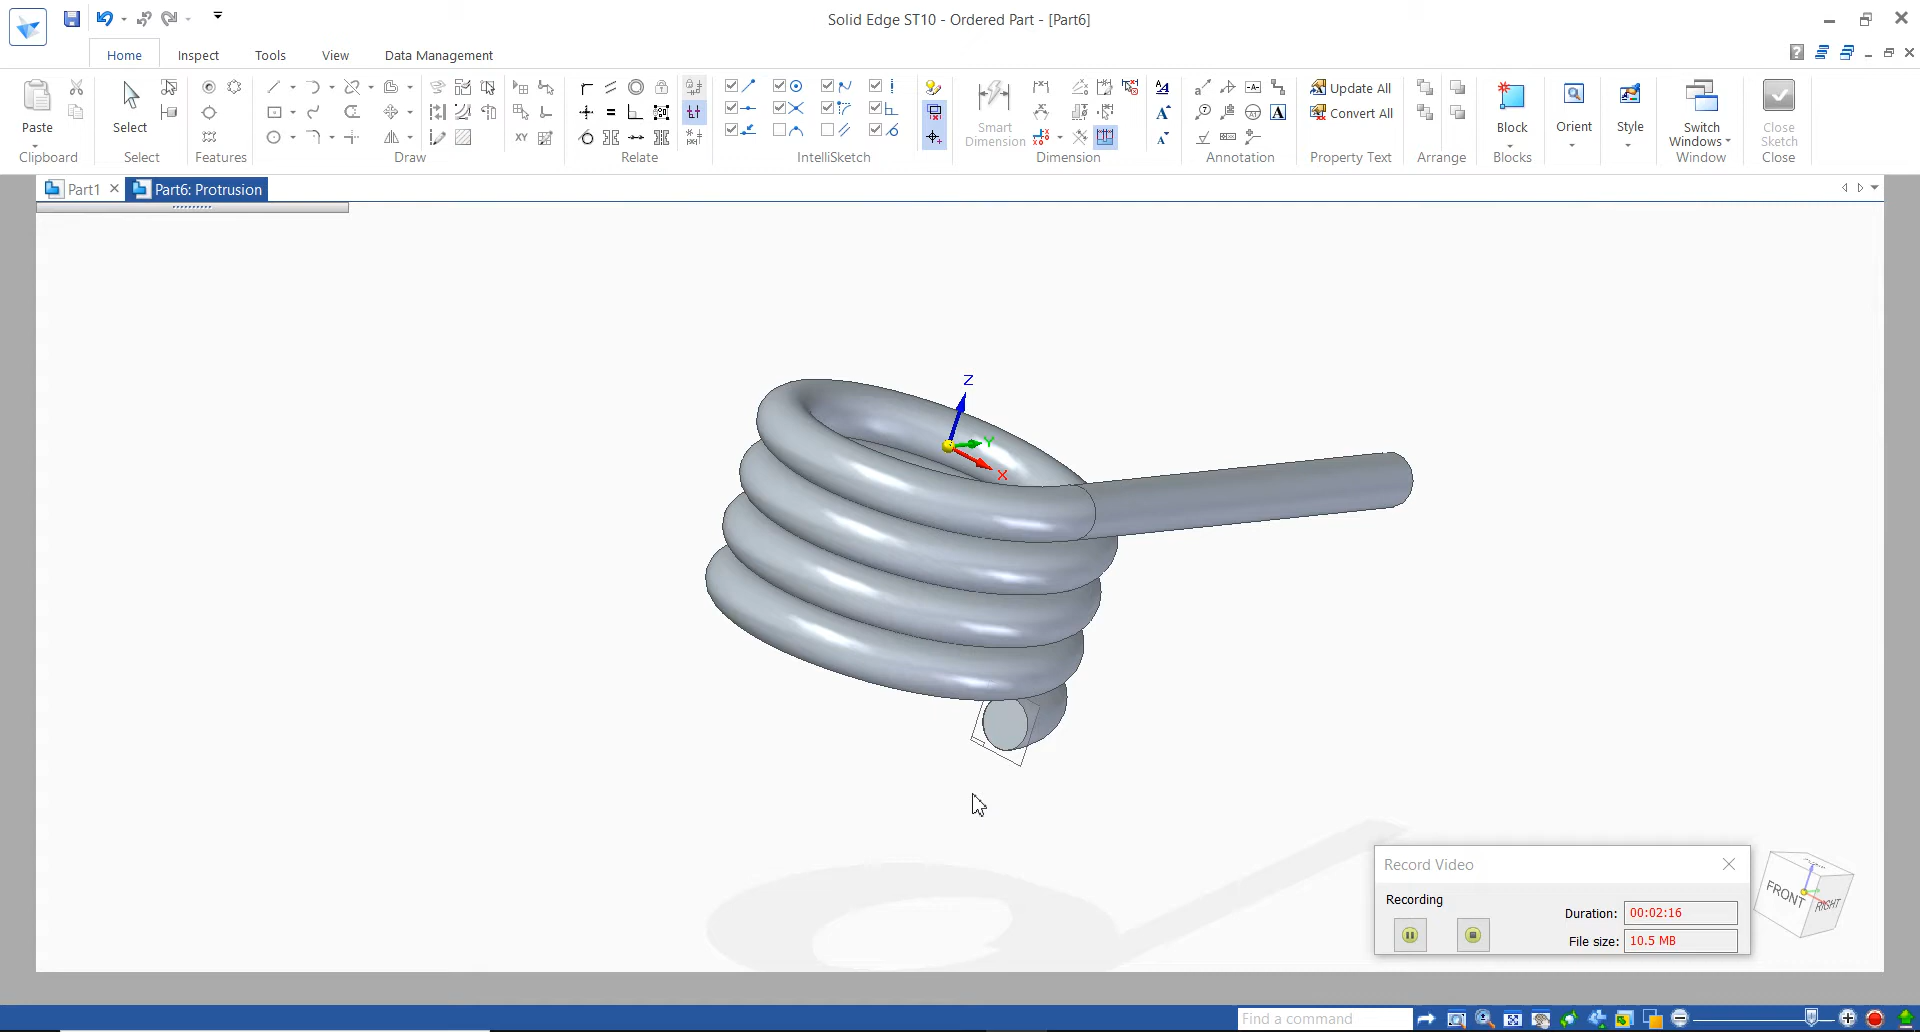 Solid Edge ST10 - Ordered Part - [Part6]
Home Inspect Tools View Data Management
Paste
Clipboard
Select
Select
Features
Draw
Relate
IntelliSketch
Smart Dimension
Dimension
A
A
A
A
Annotation
Update All
Convert All
Property Text
Arrange
Block
Blocks
Orient
Style
Switch Windows
Window
Close Sketch
Close
XY
Part1
Part6: Protrusion
Z
Y
X
Record Video
Recording
Duration: 00:02:16
File size: 10.5 MB
FRONT
RIGHT
Find a command